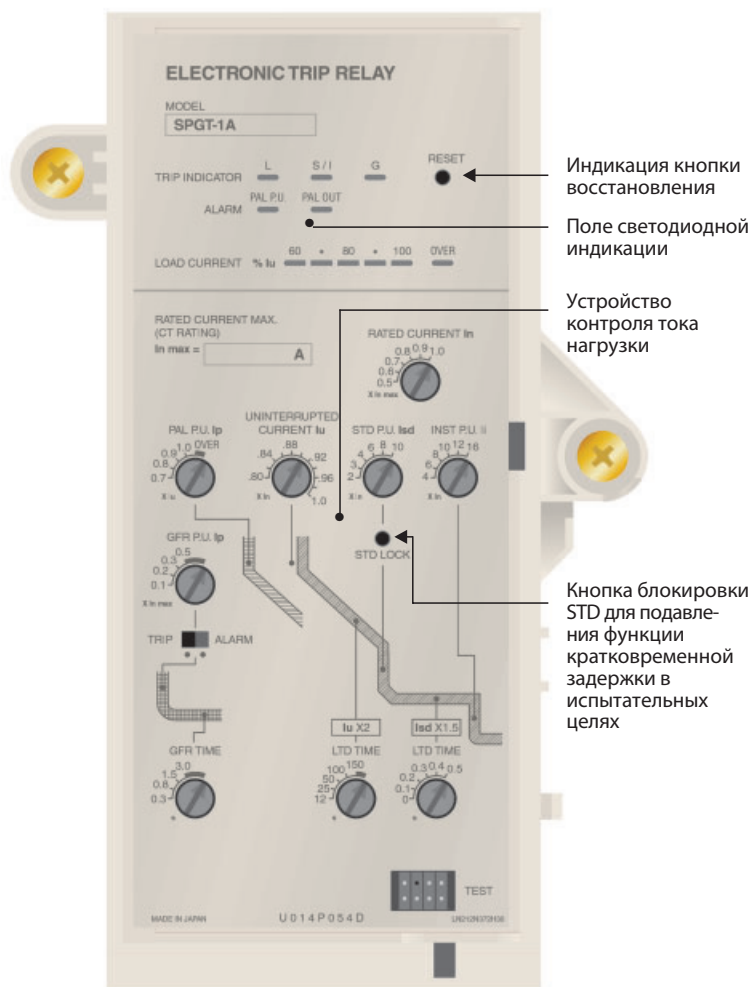 ELECTRONIC TRIP RELAY
MODEL
SPGT-1A
L S / I G RESET
TRIP INDICATOR
PAL P.U. PAL OUT
ALARM
60 • 80 • 100 OVER
LOAD CURRENT % Iu
Индикация кнопки
восстановления
Поле светодиодной
индикации
Устройство
контроля тока
нагрузки
RATED CURRENT MAX.
(CT RATING)
In max = A
RATED CURRENT In
0.5 0.6 0.7 0.8 0.9 1.0
X In max
PAL P.U. Ip
0.7 0.8 0.9 1.0 OVER
X Iu
UNINTERRUPTED
CURRENT Iu
.80 .84 .88 .92 .96 1.0
X In
STD P.U. Isd
2 3 4 6 8 10
X In
INST P.U. Ii
4 6 8 10 12 16
X In
STD LOCK
GFR P.U. Ip
0.1 0.2 0.3 0.5
X In max
TRIP ALARM
Кнопка блокировки
STD для подавле-
ния функции
кратковременной
задержки в
испытательных
целях
Iu X2
Isd X1.5
GFR TIME
0.3 0.8 1.5 3.0
LTD TIME
12 25 50 100 150
LTD TIME
0 0.1 0.2 0.3 0.4 0.5
TEST
MADE IN JAPAN
U014P054D